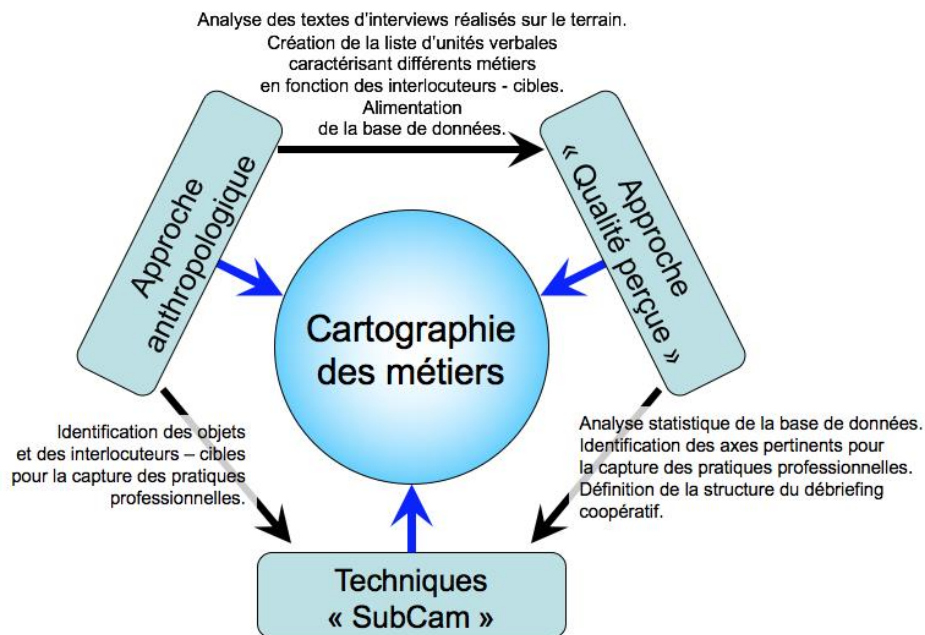 Analyse des textes d'interviews réalisés sur le terrain.
Création de la liste d'unités verbales
caractérisant différents métiers
en fonction des interlocuteurs - cibles.
Alimentation
de la base de données.
Approche
anthropologique
Approche
« Qualité perçue »
Cartographie
des métiers
Identification des objets
et des interlocuteurs – cibles
pour la capture des pratiques
professionnelles.
Analyse statistique de la base de données.
Identification des axes pertinents pour
la capture des pratiques professionnelles.
Définition de la structure du débriefing
coopératif.
Techniques
« SubCam »